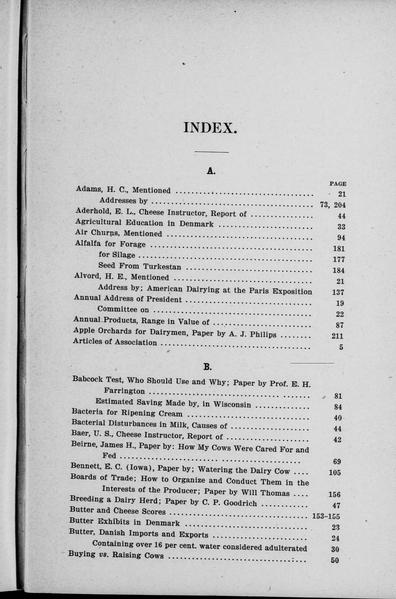 INDEX.
A.
PAGE
Adams, H. C., Mentioned ........ 21
Addresses by ........ 73, 204
Aderhold, E. L., Cheese Instructor, Report of ........ 44
Agricultural Education in Denmark ........ 33
Air Churns, Mentioned ........ 94
Alfalfa for Forage ........ 181
for Silage ........ 177
Seed From Turkestan ........ 184
Alvord, H. E., Mentioned ........ 21
Address by; American Dairying at the Paris Exposition 137
Annual Address of President ........ 19
Committee on ........ 22
Annual Products, Range in Value of ........ 87
Apple Orchards for Dairymen, Paper by A. J. Philips ........ 211
Articles of Association ........ 5
B.
Babcock Test, Who Should Use and Why; Paper by Prof. E. H.
Farrington ........ 81
Estimated Saving Made by, in Wisconsin ........ 84
Bacteria for Ripening Cream ........ 40
Bacterial Disturbances in Milk, Causes of ........ 44
Baer, U. S., Cheese Instructor, Report of ........ 42
Beirne, James H., Paper by: How My Cows Were Cared For and
Fed ........ 69
Bennett, E. C. (Iowa), Paper by; Watering the Dairy Cow .... 105
Boards of Trade; How to Organize and Conduct Them in the
Interests of the Producer; Paper by Will Thomas .... 156
Breeding a Dairy Herd; Paper by C. P. Goodrich ........ 47
Butter and Cheese Scores ........ 153-155
Butter Exhibits in Denmark ........ 23
Butter, Danish Imports and Exports ........ 24
Containing over 16 per cent. water considered adulterated 30
Buying vs. Raising Cows ........ 50